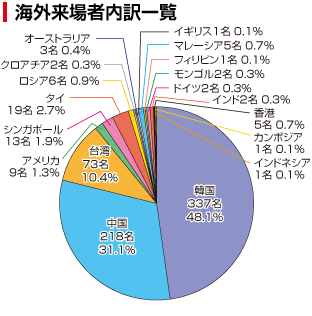 海外来場者内訳一覧
オーストラリア
3名 0.4%
クロアチア2名 0.3%
ロシア6名 0.9%
タイ
19名 2.7%
シンガポール
13名 1.9%
アメリカ
9名 1.3%
イギリス1名 0.1%
マレーシア5名 0.7%
フィリピン1名 0.1%
モンゴル2名 0.3%
ドイツ2名 0.3%
インド2名 0.3%
香港
5名 0.7%
カンボジア
1名 0.1%
インドネシア
1名 0.1%
台湾
73名
10.4%
韓国
337名
48.1%
中国
218名
31.1%